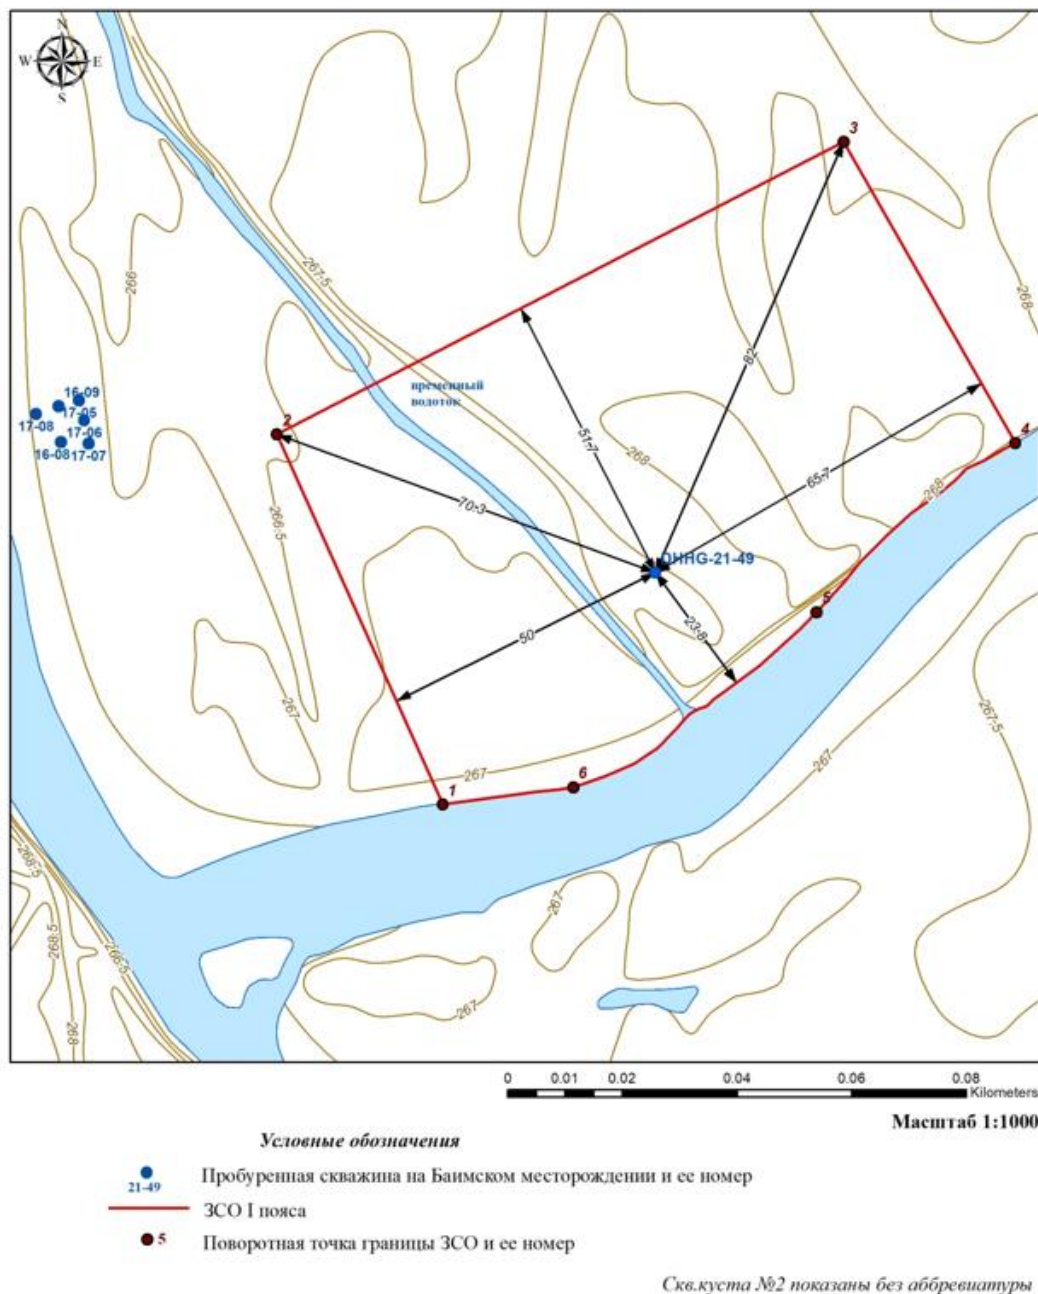 N
W E
S
3
267-5
268
266
82
временный
водоток
16-09
17-05
17-08
17-06
16-08
17-07
2
51-7
4
268
65-7
268
70-3
266-5
DHHG-21-49
5
50
23-8
267
267-5
267
267
6
1
268-5
267
268-5
266-5
267
268
0 0.01 0.02 0.04 0.06 0.08
Kilometers
Масштаб 1:1000
Условные обозначения
21-49
Пробуренная скважина на Баимском месторождении и ее номер
ЗСО I пояса
5
Поворотная точка границы ЗСО и ее номер
Скв.куста №2 показаны без аббревиатуры